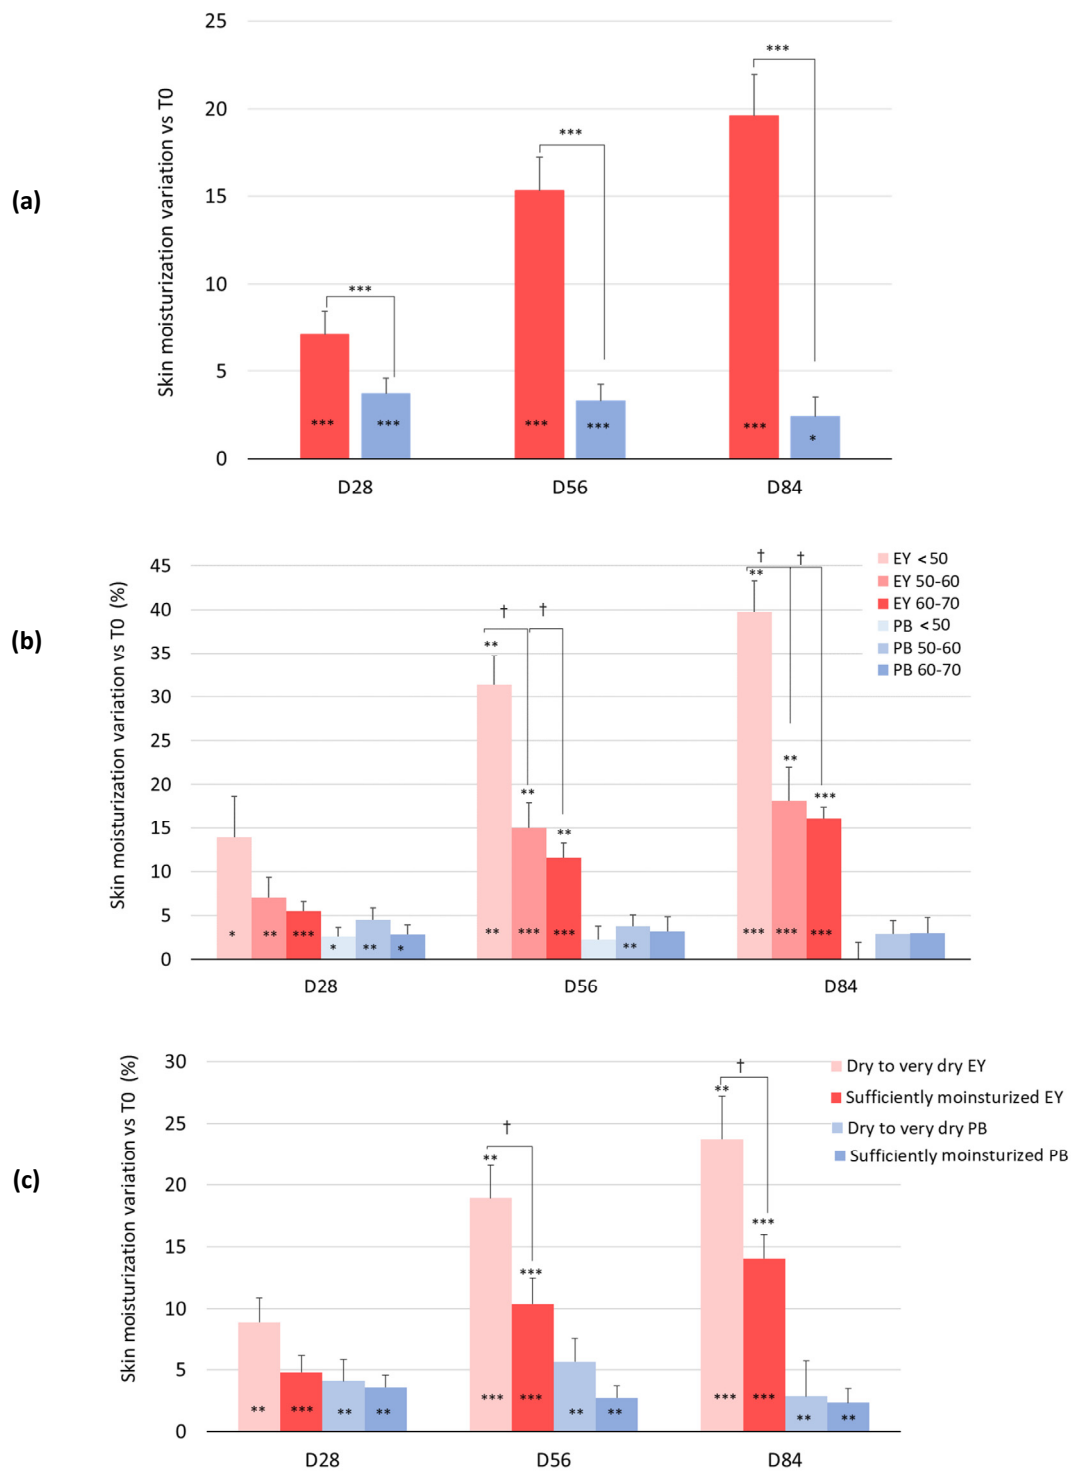 (a)
Skin moisturization variation vs T0
25
20
15
10
5
0
***
***
***
***
***
***
***
***
*
D28
D56
D84
(b)
Skin moisturization variation vs T0 (%)
45
40
35
30
25
20
15
10
5
0
EY <50
EY 50-60
EY 60-70
PB <50
PB 50-60
PB 60-70
† †
**
† †
**
**
***
**
**
* ** *** * ** *
** *** *** **
*** *** ***
D28
D56
D84
(c)
Skin moisturization variation vs T0 (%)
30
25
20
15
10
5
0
Dry to very dry EY
Sufficiently moinsturized EY
Dry to very dry PB
Sufficiently moinsturized PB
†
**
†
**
***
***
** *** ** **
*** *** ** **
*** *** ** **
D28
D56
D84